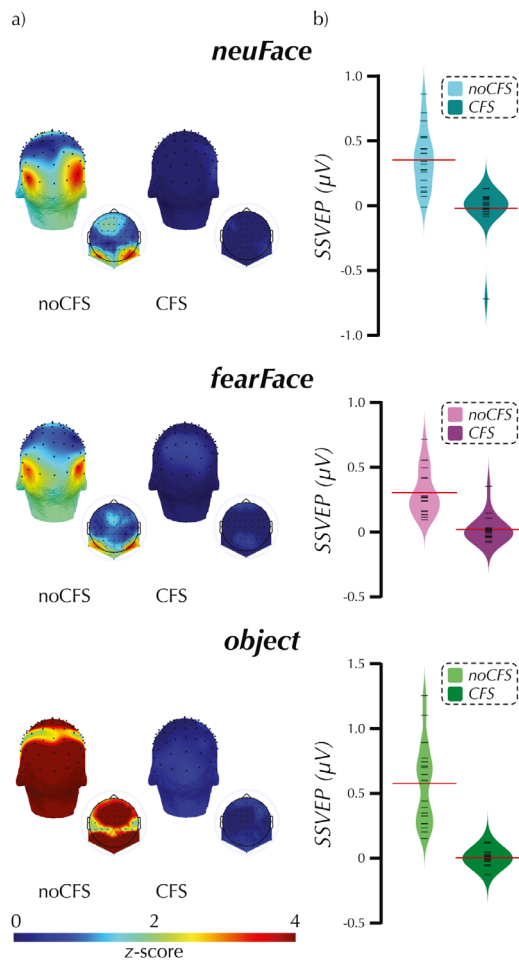 a)
b)
neuFace
noCFS
CFS
noCFS
CFS
SSVEP (µV)
1.0
0.5
0
-0.5
-1.0
fearFace
noCFS
CFS
noCFS
CFS
SSVEP (µV)
1.0
0.5
0
-0.5
object
noCFS
CFS
noCFS
CFS
SSVEP (µV)
1.5
1.0
0.5
0
-0.5
0
2
4
z-score